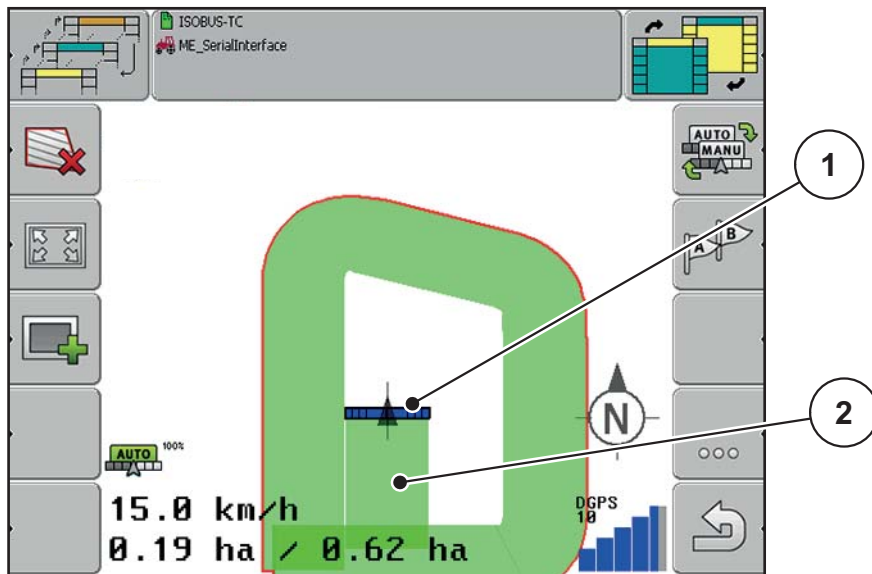 ISOBUS-TC
ME_SerialInterface
AUTO
MANU
1
A B
N
2
AUTO 100%
15.0 km/h
DGPS
10
0.19 ha / 0.62 ha